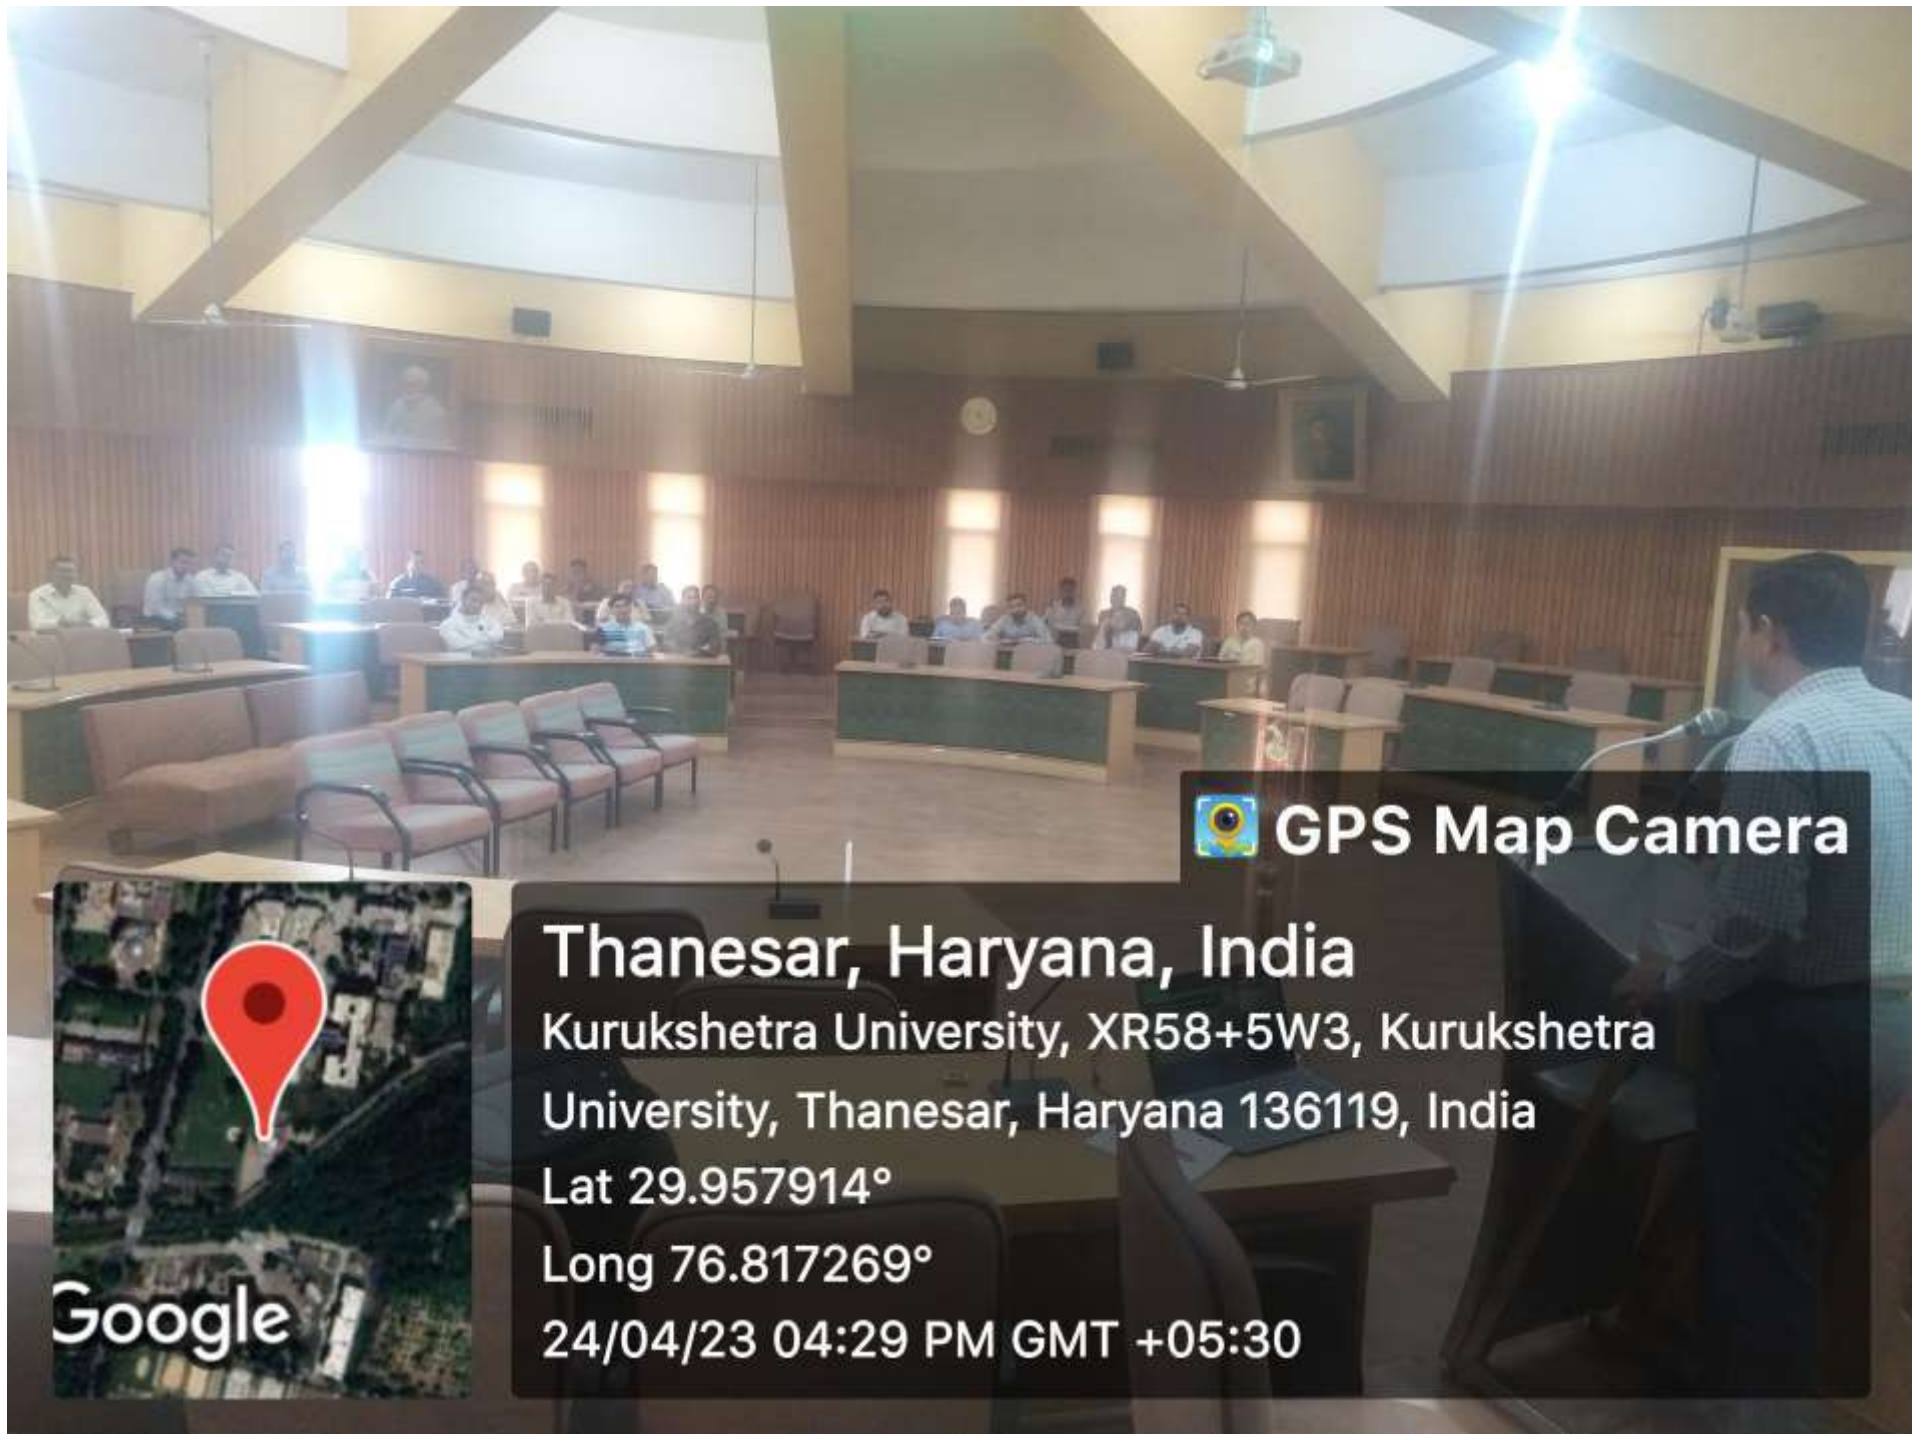 GPS Map Camera
Thanesar, Haryana, India
Kurukshetra University, XR58+5W3, Kurukshetra
University, Thanesar, Haryana 136119, India
Lat 29.957914°
Long 76.817269°
24/04/23 04:29 PM GMT +05:30
Google